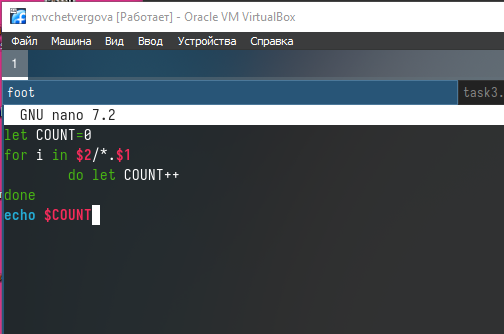 mvchetvergova [Работает] - Oracle VM VirtualBox
Файл Машина Вид Ввод Устройства Справка
1
foot task3.
GNU nano 7.2
let COUNT=0
for i in $2/*.$1
do let COUNT++
done
echo $COUNT